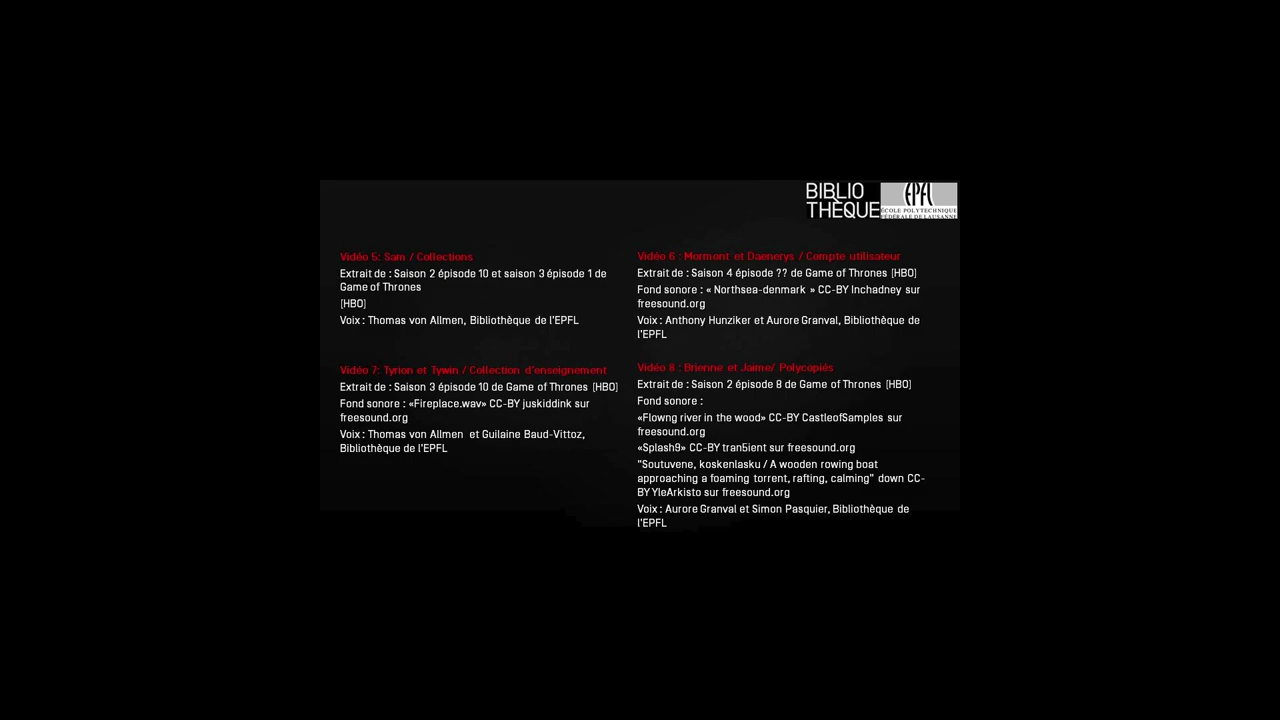 BIBLIO
THÈQUE
EPFL
ÉCOLE POLYTECHNIQUE
FÉDÉRALE DE LAUSANNE
Vidéo 5: Sam / Collections
Extrait de : Saison 2 épisode 10 et saison 3 épisode 1 de
Game of Thrones
[HBO]
Voix : Thomas von Allmen, Bibliothèque de l'EPFL
Vidéo 6 : Mormont et Daenerys / Compte utilisateur
Extrait de : Saison 4 épisode ?? de Game of Thrones [HBO]
Fond sonore : « Northsea-denmark » CC-BY Inchadney sur
freesound.org
Voix : Anthony Hunziker et Aurore Granval, Bibliothèque de
l'EPFL
Vidéo 7: Tyrion et Tywin / Collection d'enseignement
Extrait de : Saison 3 épisode 10 de Game of Thrones [HBO]
Fond sonore : «Fireplace.wav» CC-BY juskiddink sur
freesound.org
Voix : Thomas von Allmen et Guilaine Baud-Vittoz,
Bibliothèque de l'EPFL
Vidéo 8 : Brienne et Jaime/ Polycopiés
Extrait de : Saison 2 épisode 8 de Game of Thrones [HBO]
Fond sonore :
«Flowng river in the wood» CC-BY CastleofSamples sur
freesound.org
«Splash9» CC-BY tran5ient sur freesound.org
"Soutuvene, koskenlasku / A wooden rowing boat
approaching a foaming torrent, rafting, calming" down CC-
BY YleArkisto sur freesound.org
Voix : Aurore Granval et Simon Pasquier, Bibliothèque de
l'EPFL